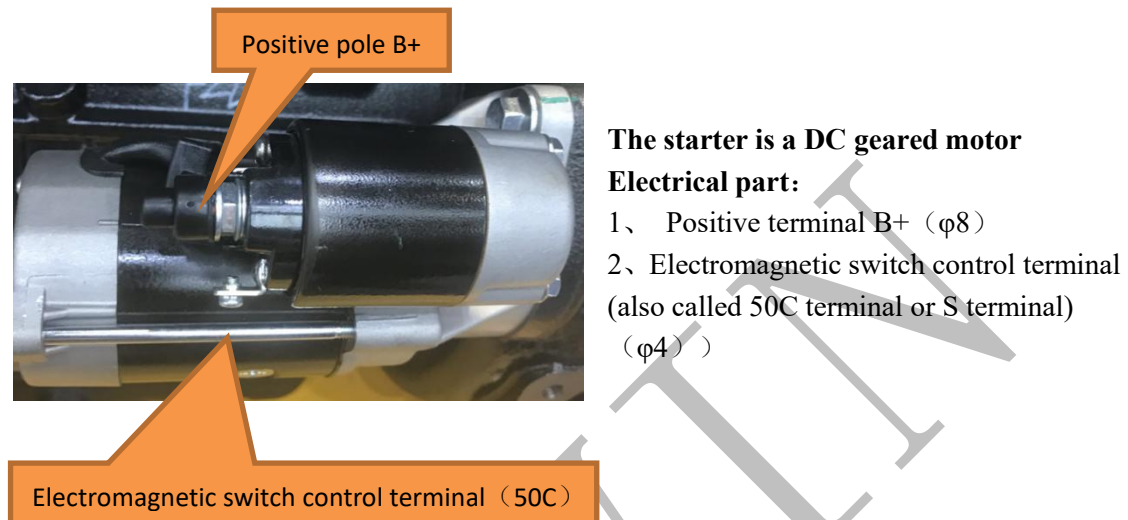 Positive pole B+
The starter is a DC geared motor
Electrical part：
1、 Positive terminal B+（φ8）
2、Electromagnetic switch control terminal
(also called 50C terminal or S terminal)
（φ4））
Electromagnetic switch control terminal（50C）